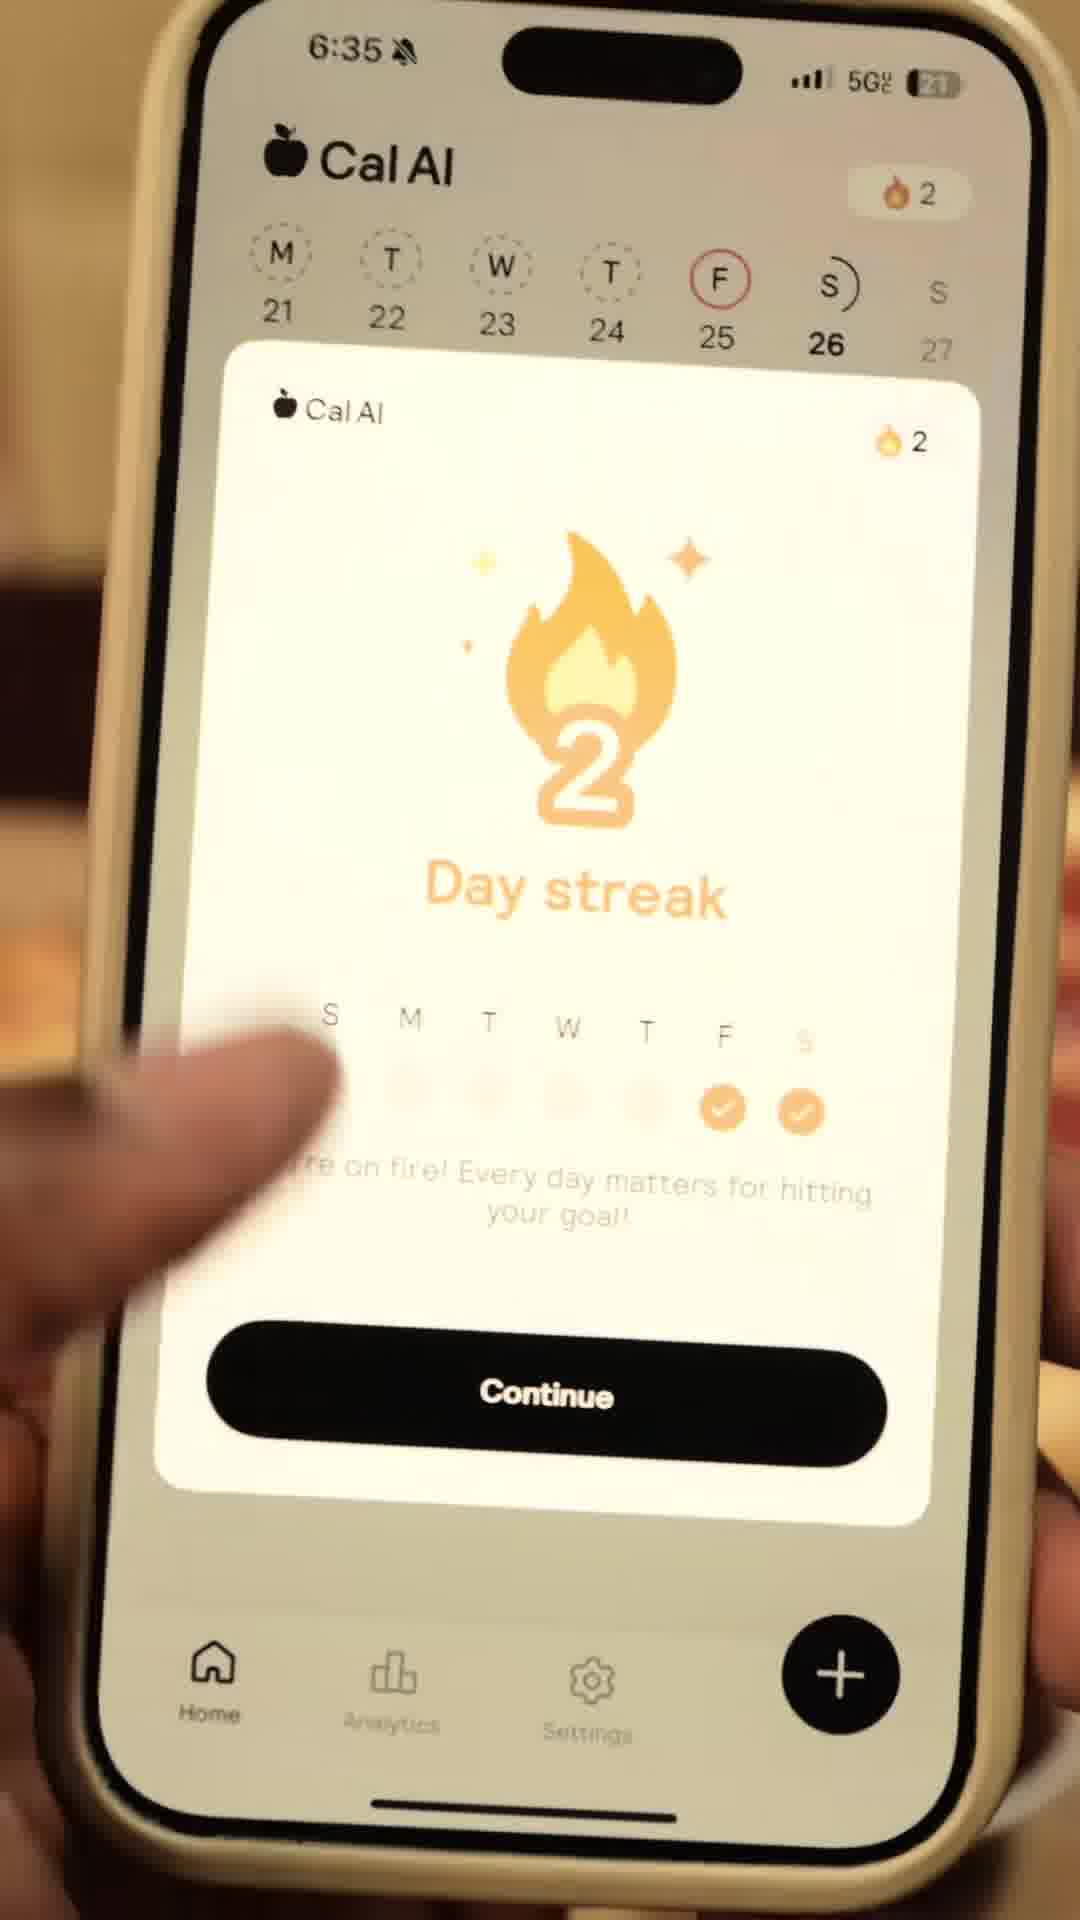 6:35
5G
21
Cal AI
2
M T W T F S S
21 22 23 24 25 26 27
Cal AI
2
2
Day streak
S M T W T F S
're on fire! Every day matters for hitting
your goal!
Continue
Home Analytics Settings